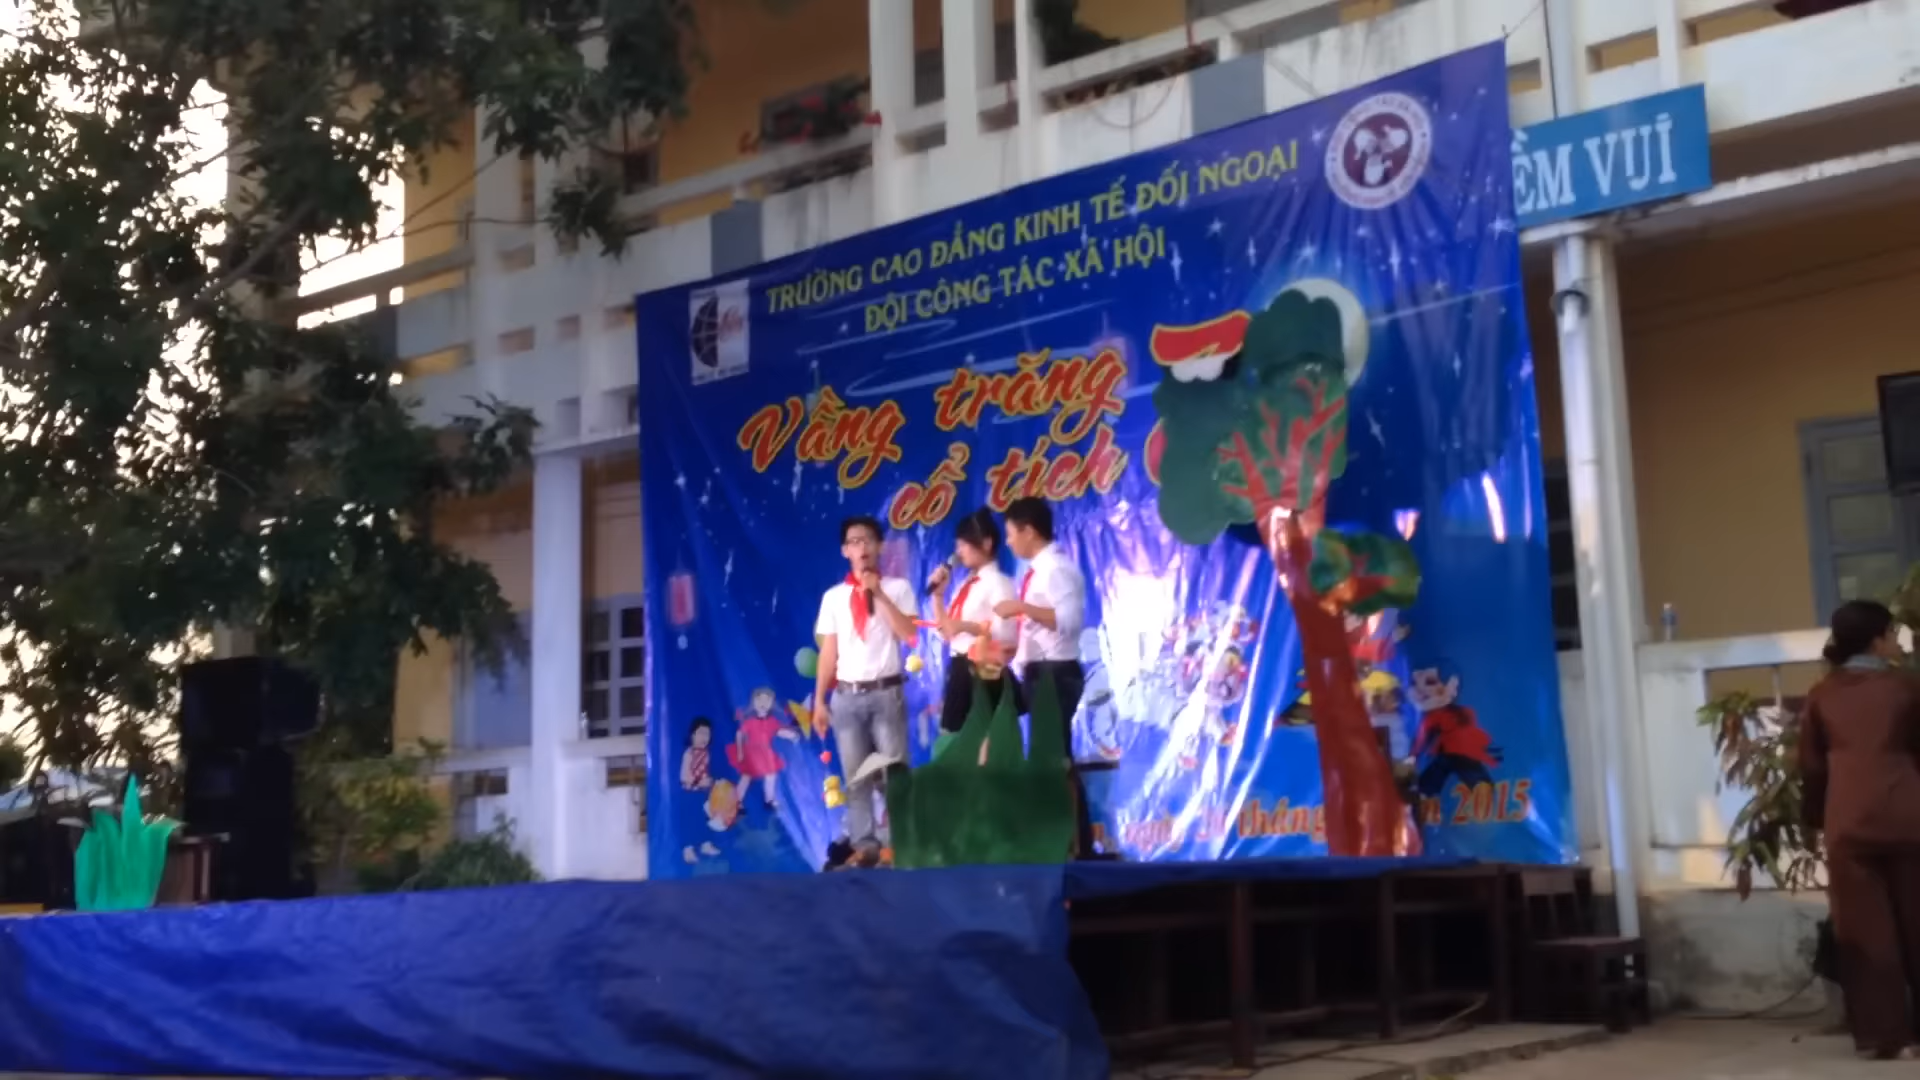 TRƯỜNG CAO ĐẲNG KINH TẾ ĐỐI NGOẠI
ĐỘI CÔNG TÁC XÃ HỘI
Vầng trăng
cổ tích
ỀM VUI
tháng
2015